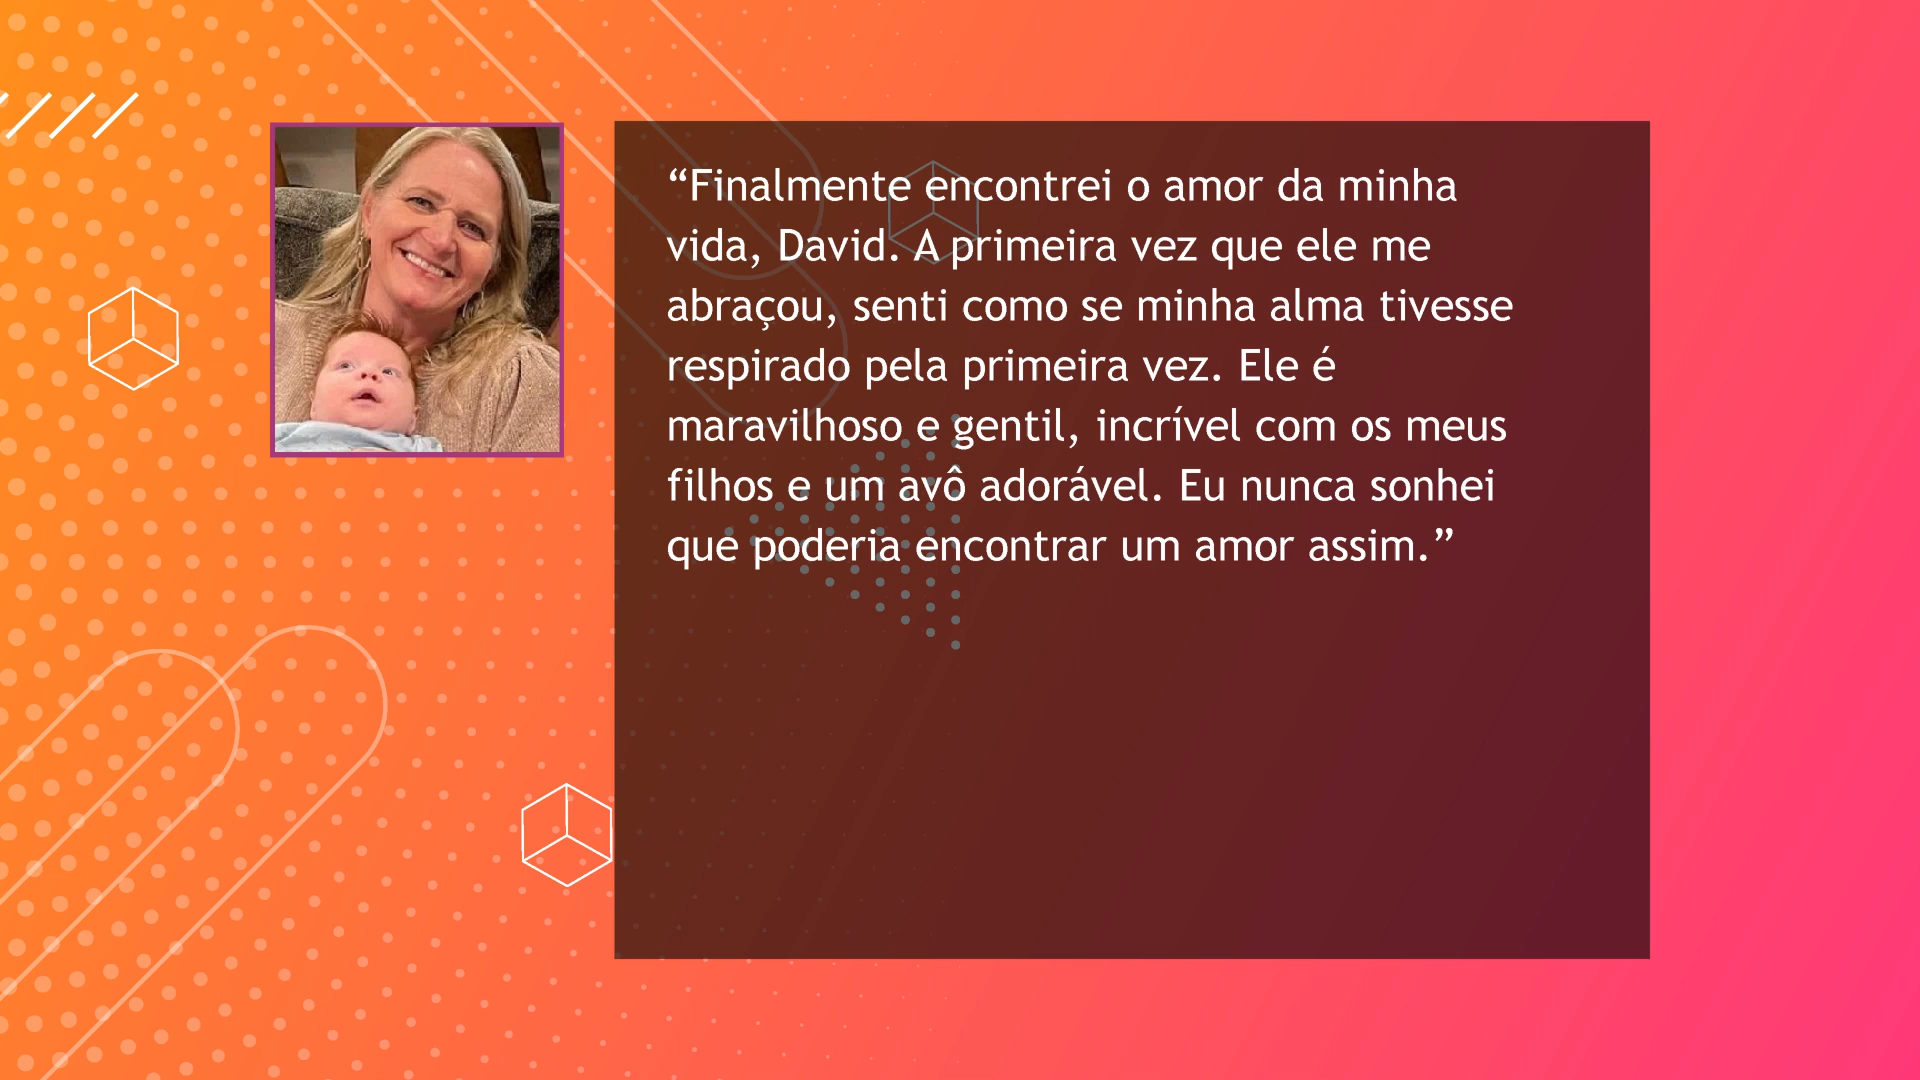 “Finalmente encontrei o amor da minha
vida, David. A primeira vez que ele me
abraçou, senti como se minha alma tivesse
respirado pela primeira vez. Ele é
maravilhoso e gentil, incrível com os meus
filhos e um avô adorável. Eu nunca sonhei
que poderia encontrar um amor assim.”